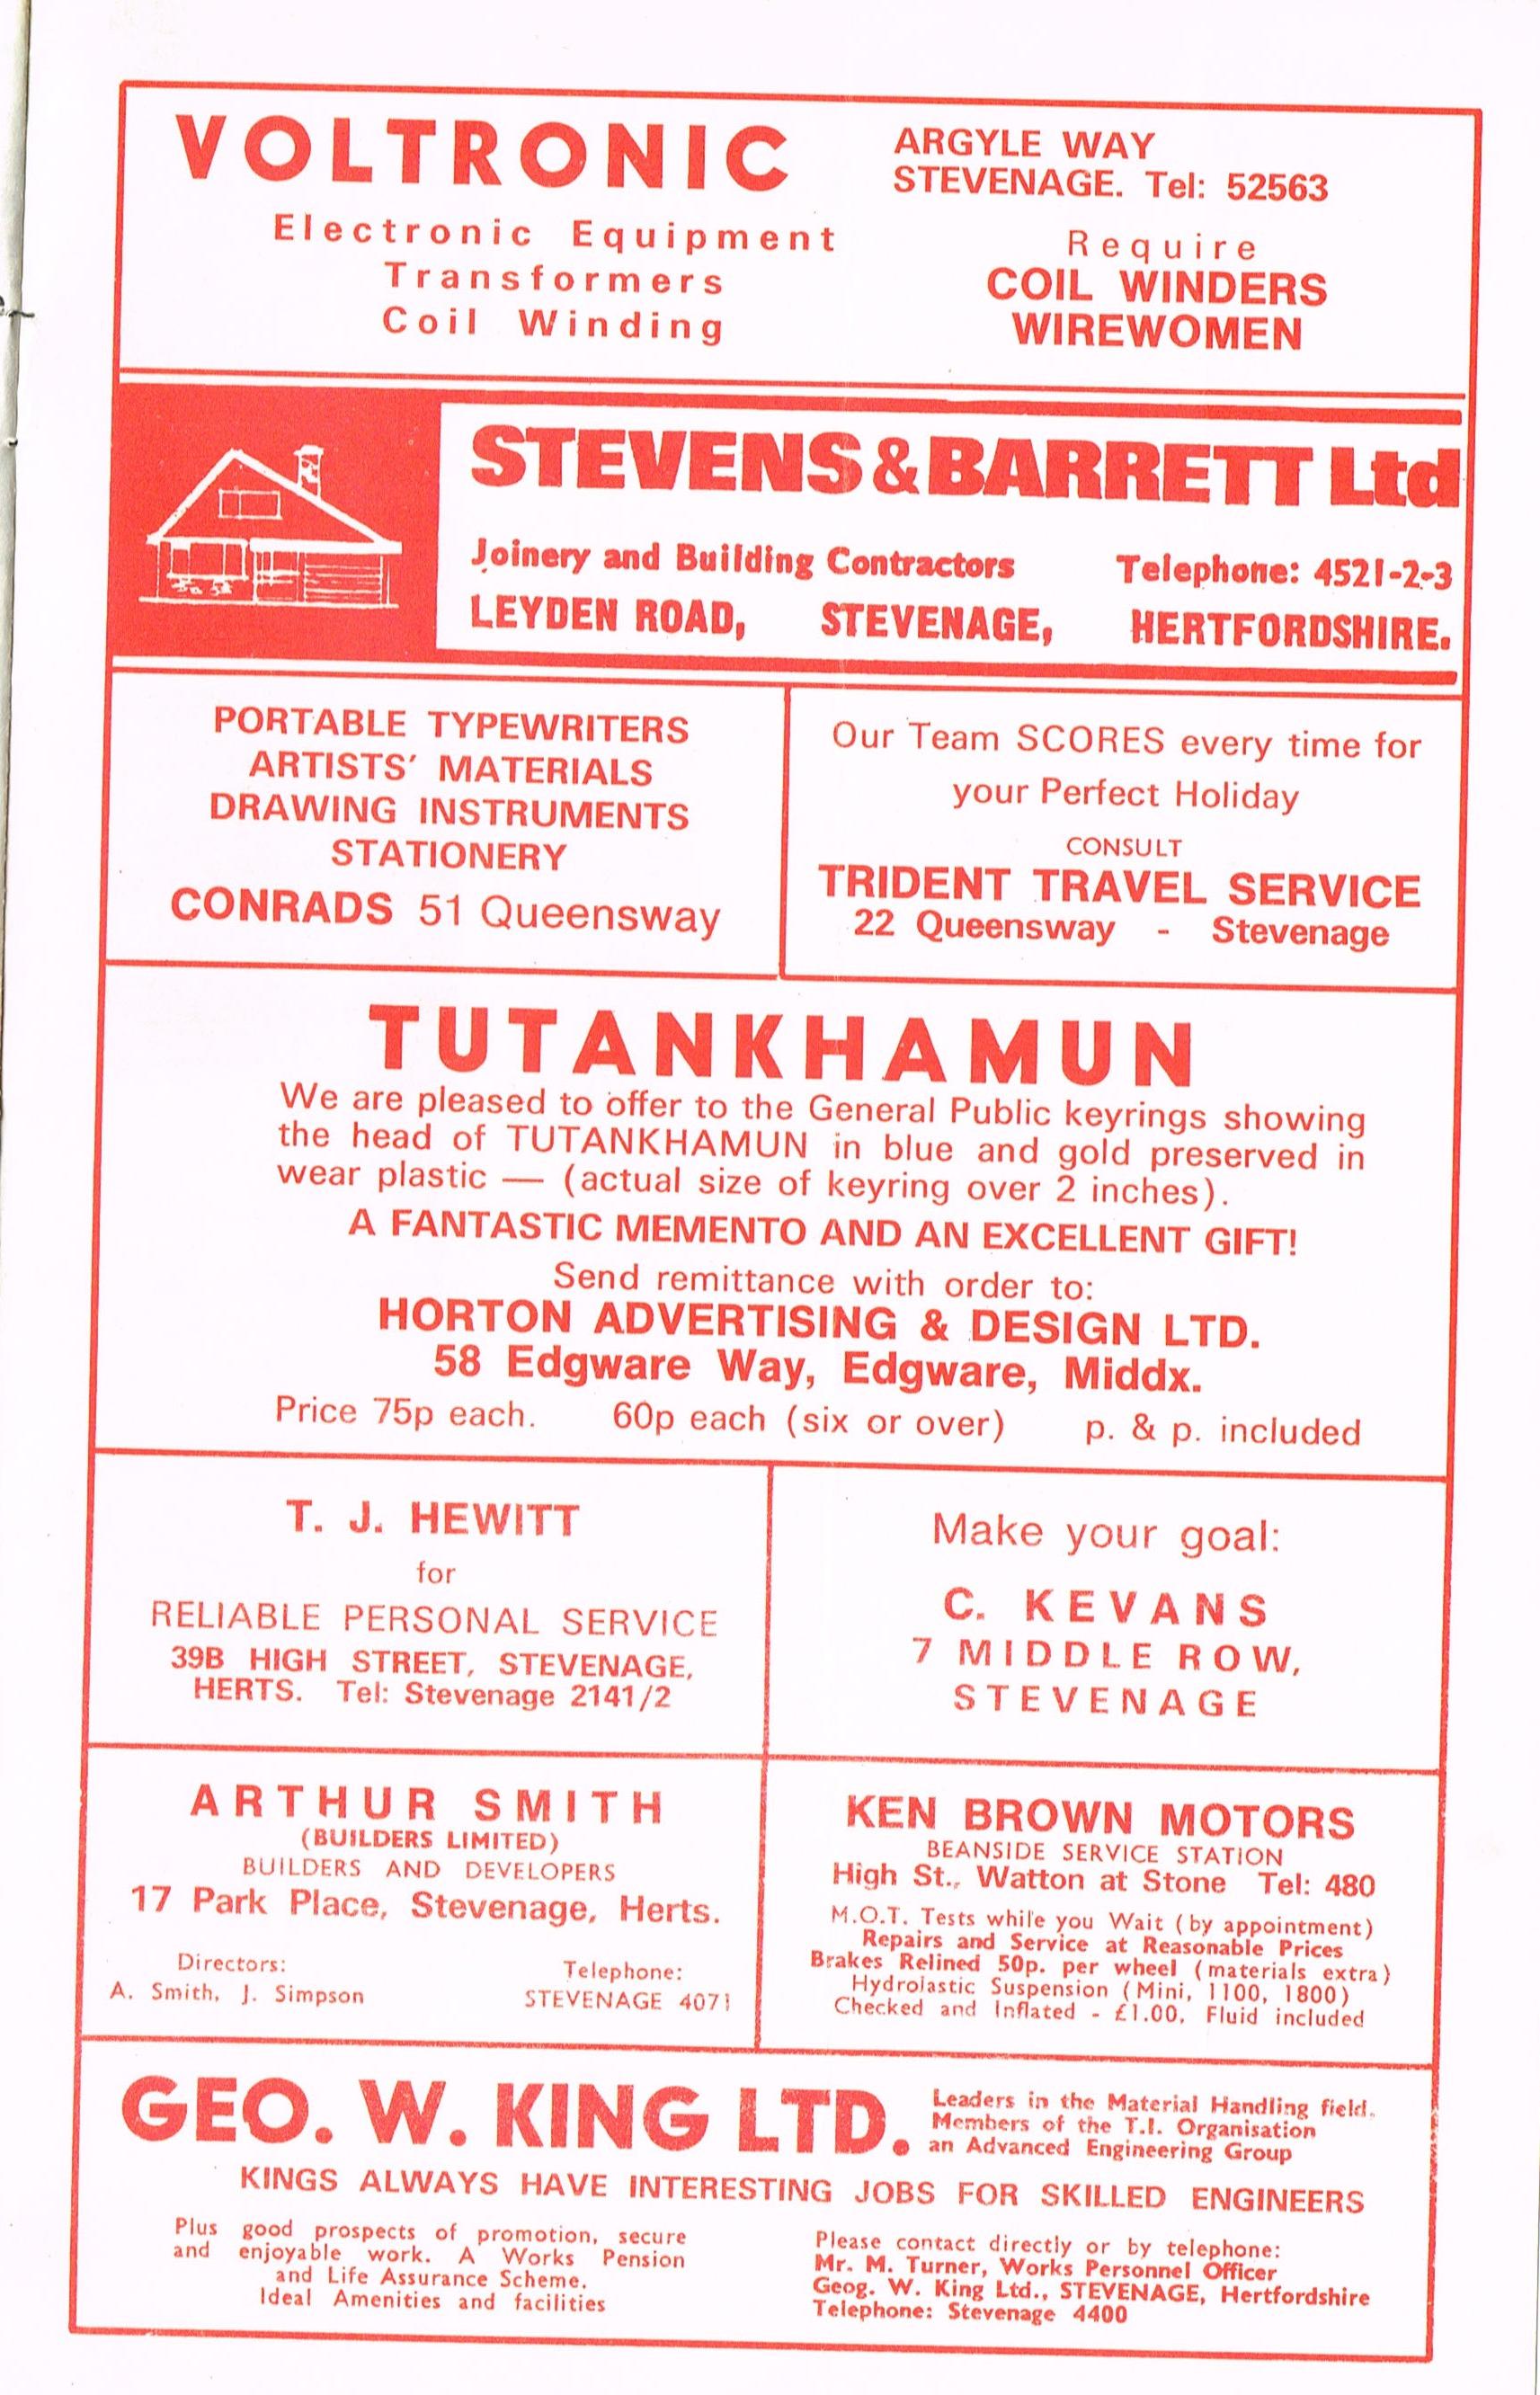 VOLTRONIC
Electronic Equipment
Transformers
Coil Winding
ARGYLE WAY
STEVENAGE. Tel: 52563
Require
COIL WINDERS
WIREWOMEN
STEVENS & BARRETT Ltd
Joinery and Building Contractors Telephone: 4521-2-3
LEYDEN ROAD, STEVENAGE, HERTFORDSHIRE.
PORTABLE TYPEWRITERS
ARTISTS' MATERIALS
DRAWING INSTRUMENTS
STATIONERY
CONRADS 51 Queensway
Our Team SCORES every time for
your Perfect Holiday
CONSULT
TRIDENT TRAVEL SERVICE
22 Queensway - Stevenage
TUTANKHAMUN
We are pleased to offer to the General Public keyrings showing
the head of TUTANKHAMUN in blue and gold preserved in
wear plastic — (actual size of keyring over 2 inches).
A FANTASTIC MEMENTO AND AN EXCELLENT GIFT!
Send remittance with order to:
HORTON ADVERTISING & DESIGN LTD.
58 Edgware Way, Edgware, Middx.
Price 75p each. 60p each (six or over) p. & p. included
T. J. HEWITT
for
RELIABLE PERSONAL SERVICE
39B HIGH STREET, STEVENAGE,
HERTS. Tel: Stevenage 2141/2
Make your goal:
C. KEVANS
7 MIDDLE ROW,
STEVENAGE
ARTHUR SMITH
(BUILDERS LIMITED)
BUILDERS AND DEVELOPERS
17 Park Place, Stevenage, Herts.
Directors:
A. Smith, J. Simpson
Telephone:
STEVENAGE 4071
KEN BROWN MOTORS
BEANSIDE SERVICE STATION
High St., Watton at Stone Tel: 480
M.O.T. Tests while you Wait (by appointment)
Repairs and Service at Reasonable Prices
Brakes Relined 50p. per wheel (materials extra)
Hydrolastic Suspension (Mini, 1100, 1800)
Checked and Inflated - £1.00, Fluid included
GEO. W. KING LTD.
Leaders in the Material Handling field.
Members of the T.I. Organisation
an Advanced Engineering Group
KINGS ALWAYS HAVE INTERESTING JOBS FOR SKILLED ENGINEERS
Plus good prospects of promotion, secure
and enjoyable work. A Works Pension
and Life Assurance Scheme.
Ideal Amenities and facilities
Please contact directly or by telephone:
Mr. M. Turner, Works Personnel Officer
Geog. W. King Ltd., STEVENAGE, Hertfordshire
Telephone: Stevenage 4400